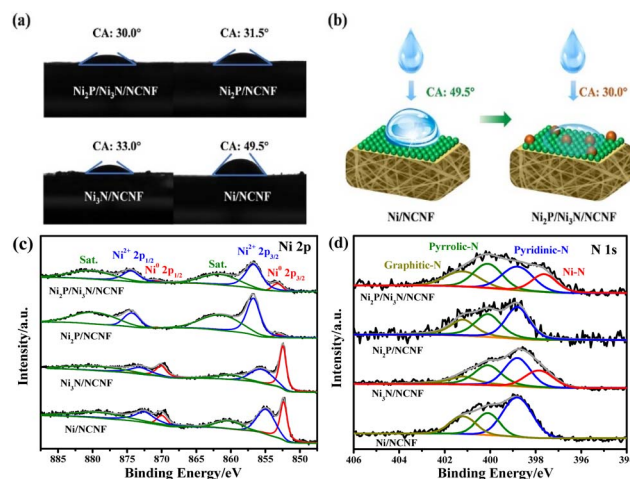 (a)
CA: 30.0° CA: 31.5°
Ni₂P/Ni₃N/NCNF Ni₂P/NCNF
CA: 33.0° CA: 49.5°
Ni₃N/NCNF Ni/NCNF
(b)
CA: 49.5° CA: 30.0°
Ni/NCNF Ni₂P/Ni₃N/NCNF
(c) Ni 2p
Sat. Ni²⁺ 2p₁/₂ Ni⁰ 2p₁/₂ Sat. Ni²⁺ 2p₃/₂ Ni⁰ 2p₃/₂
Ni₂P/Ni₃N/NCNF
Ni₂P/NCNF
Ni₃N/NCNF
Ni/NCNF
Intensity/a.u.
885 880 875 870 865 860 855 850
Binding Energy/eV
(d) N 1s
Graphitic-N Pyrrolic-N Pyridinic-N Ni-N
Ni₂P/Ni₃N/NCNF
Ni₂P/NCNF
Ni₃N/NCNF
Ni/NCNF
Intensity/a.u.
406 404 402 400 398 396 39
Binding Energy/eV